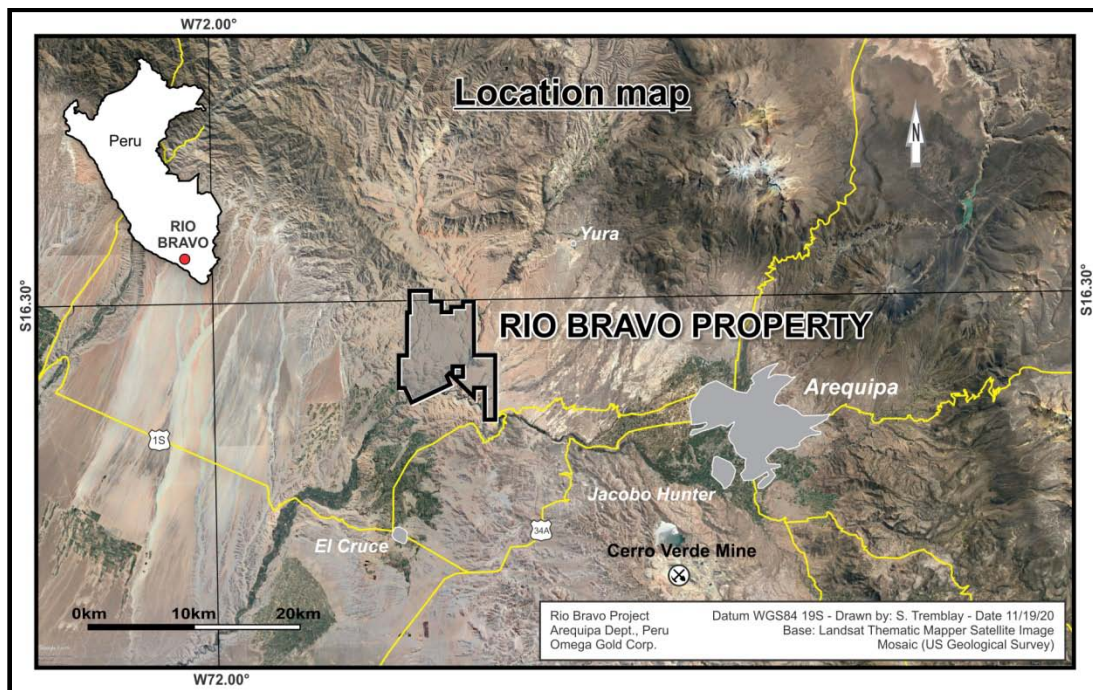 W72.00°
Location map
N
Peru
RIO
BRAVO
Yura
S16.30°
S16.30°
RIO BRAVO PROPERTY
Arequipa
1S
Jacobo Hunter
34A
El Cruce
Cerro Verde Mine
0km 10km 20km
Rio Bravo Project
Arequipa Dept., Peru
Omega Gold Corp.
Datum WGS84 19S - Drawn by: S. Tremblay - Date 11/19/20
Base: Landsat Thematic Mapper Satellite Image
Mosaic (US Geological Survey)
W72.00°